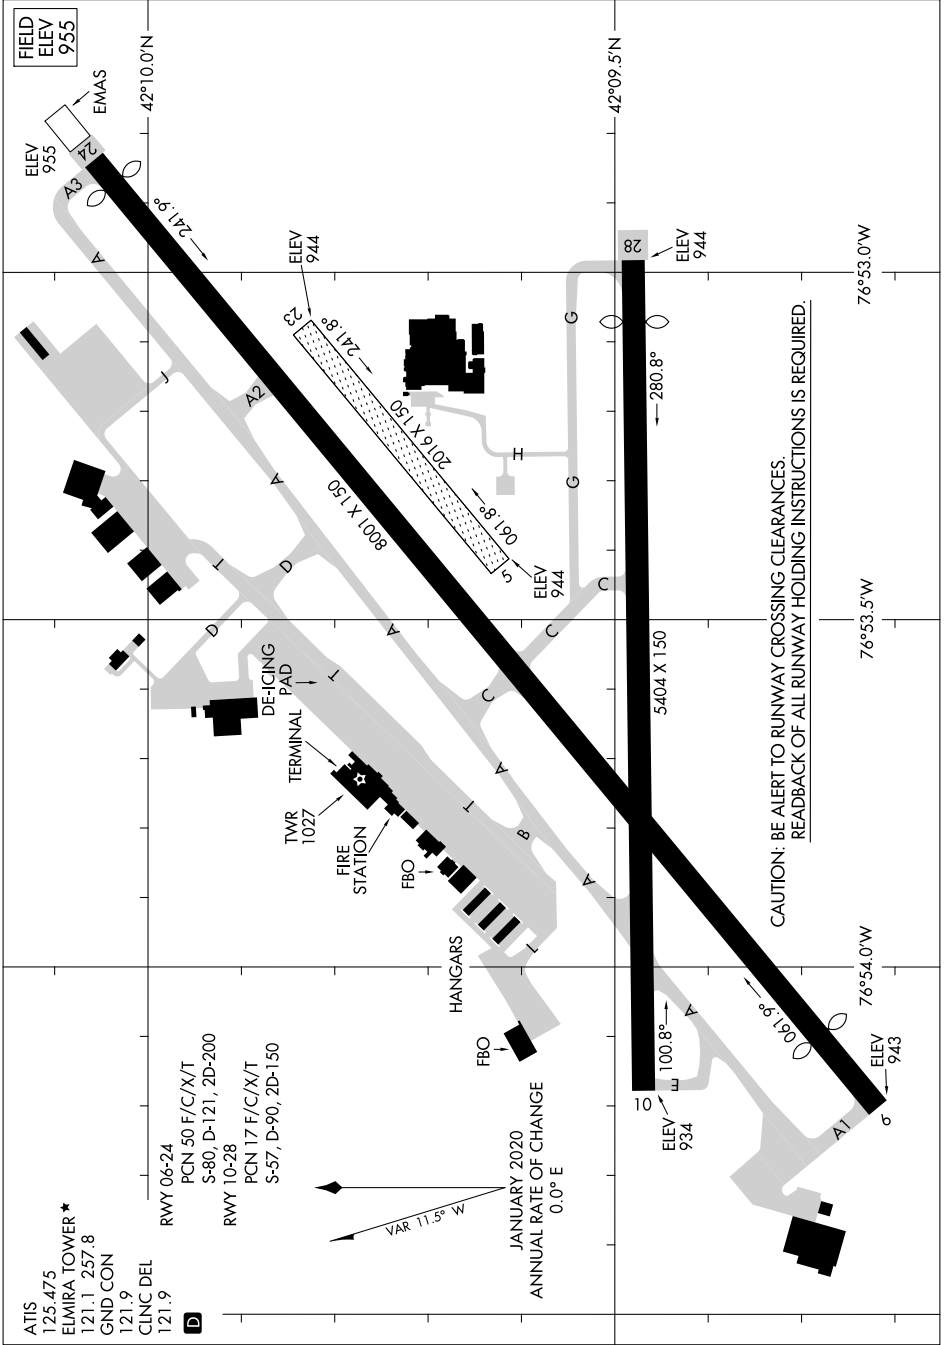 FIELD
ELEV
955
ATIS
125.475
ELMIRA TOWER★
121.1 257.8
GND CON
121.9
CLNC DEL
121.9
D
RWY 06-24
PCN 50 F/C/X/T
S-80, D-121, 2D-200
RWY 10-28
PCN 17 F/C/X/T
S-57, D-90, 2D-150
VAR 11.5° W
JANUARY 2020
ANNUAL RATE OF CHANGE
0.0° E
42°10.0'N
42°09.5'N
76°53.0'W
76°53.5'W
76°54.0'W
EMAS
ELEV
955
24
A3
A
241.9°
J
A2
A
8001 X 150
ELEV
944
23
241.8°
2016 X 150
061.8°
5
ELEV
944
H
G
G
28
ELEV
944
280.8°
5404 X 150
C
C
C
T
D
D
A
DE-ICING
PAD
T
TERMINAL
TWR
1027
FIRE
STATION
FBO
A
T
B
A
HANGARS
L
FBO
A
100.8°
E
10
ELEV
934
061.9°
ELEV
943
6
A1
CAUTION: BE ALERT TO RUNWAY CROSSING CLEARANCES.
READBACK OF ALL RUNWAY HOLDING INSTRUCTIONS IS REQUIRED.